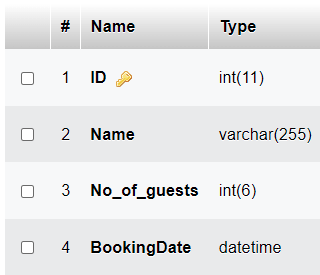 # Name Type
1 ID int(11)
2 Name varchar(255)
3 No_of_guests int(6)
4 BookingDate datetime